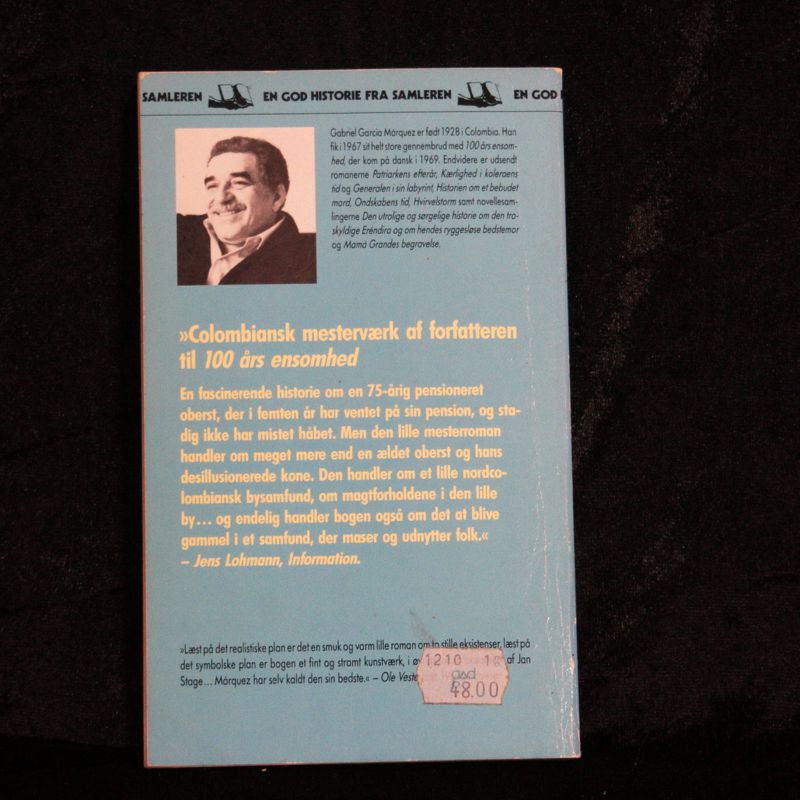 SAMLEREN EN GOD HISTORIE FRA SAMLEREN EN GOD
Gabriel García Márquez er født 1928 i Colombia. Han
fik i 1967 sit helt store gennembrud med 100 års ensom-
hed, der kom på dansk i 1969. Endvidere er udsendt
romanerne Patriarkens efterår, Kærlighed i koleraens
tid og Generalen i sin labyrint, Historien om et bebudet
mord, Ondskabens tid, Hvirvelstorm samt novellesam-
lingerne Den utrolige og sørgelige historie om den tro-
skyldige Eréndira og om hendes ryggesløse bedstemor
og Mamá Grandes begravelse.
»Colombiansk mesterværk af forfatteren
til 100 års ensomhed
En fascinerende historie om en 75-årig pensioneret
oberst, der i femten år har ventet på sin pension, og sta-
dig ikke har mistet håbet. Men den lille mesterroman
handler om meget mere end en ældet oberst og hans
desillusionerede kone. Den handler om et lille nordco-
lombiansk bysamfund, om magtforholdene i den lille
by... og endelig handler bogen også om det at blive
gammel i et samfund, der maser og udnytter folk.«
– Jens Lohmann, Information.
»Læst på det realistiske plan er det en smuk og varm lille roman om to stille eksistenser, læst på
det symbolske plan er bogen et fint og stramt kunstværk, i af Jan
Stage... Márquez har selv kaldt den sin bedste.« – Ole
1210
48.00